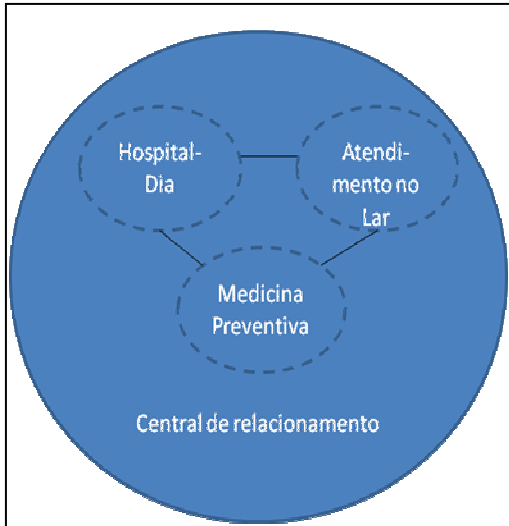 Hospital-
Dia
Atendi-
mento no
Lar
Medicina
Preventiva
Central de relacionamento